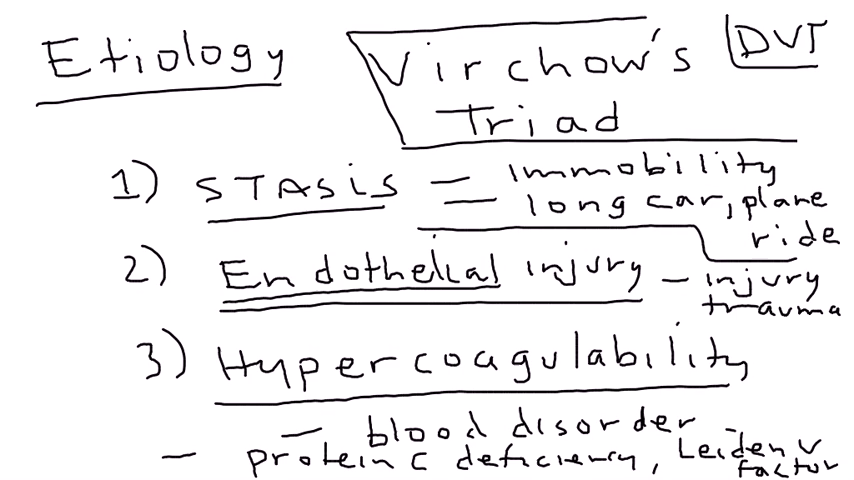 Etiology
Virchow's DVT
Triad
1) STASIS = immobility
long car, plane
ride
2) Endothelial injury - injury
trauma
3) Hypercoagulability
- blood disorder
- protein C deficiency, Leiden V
factor